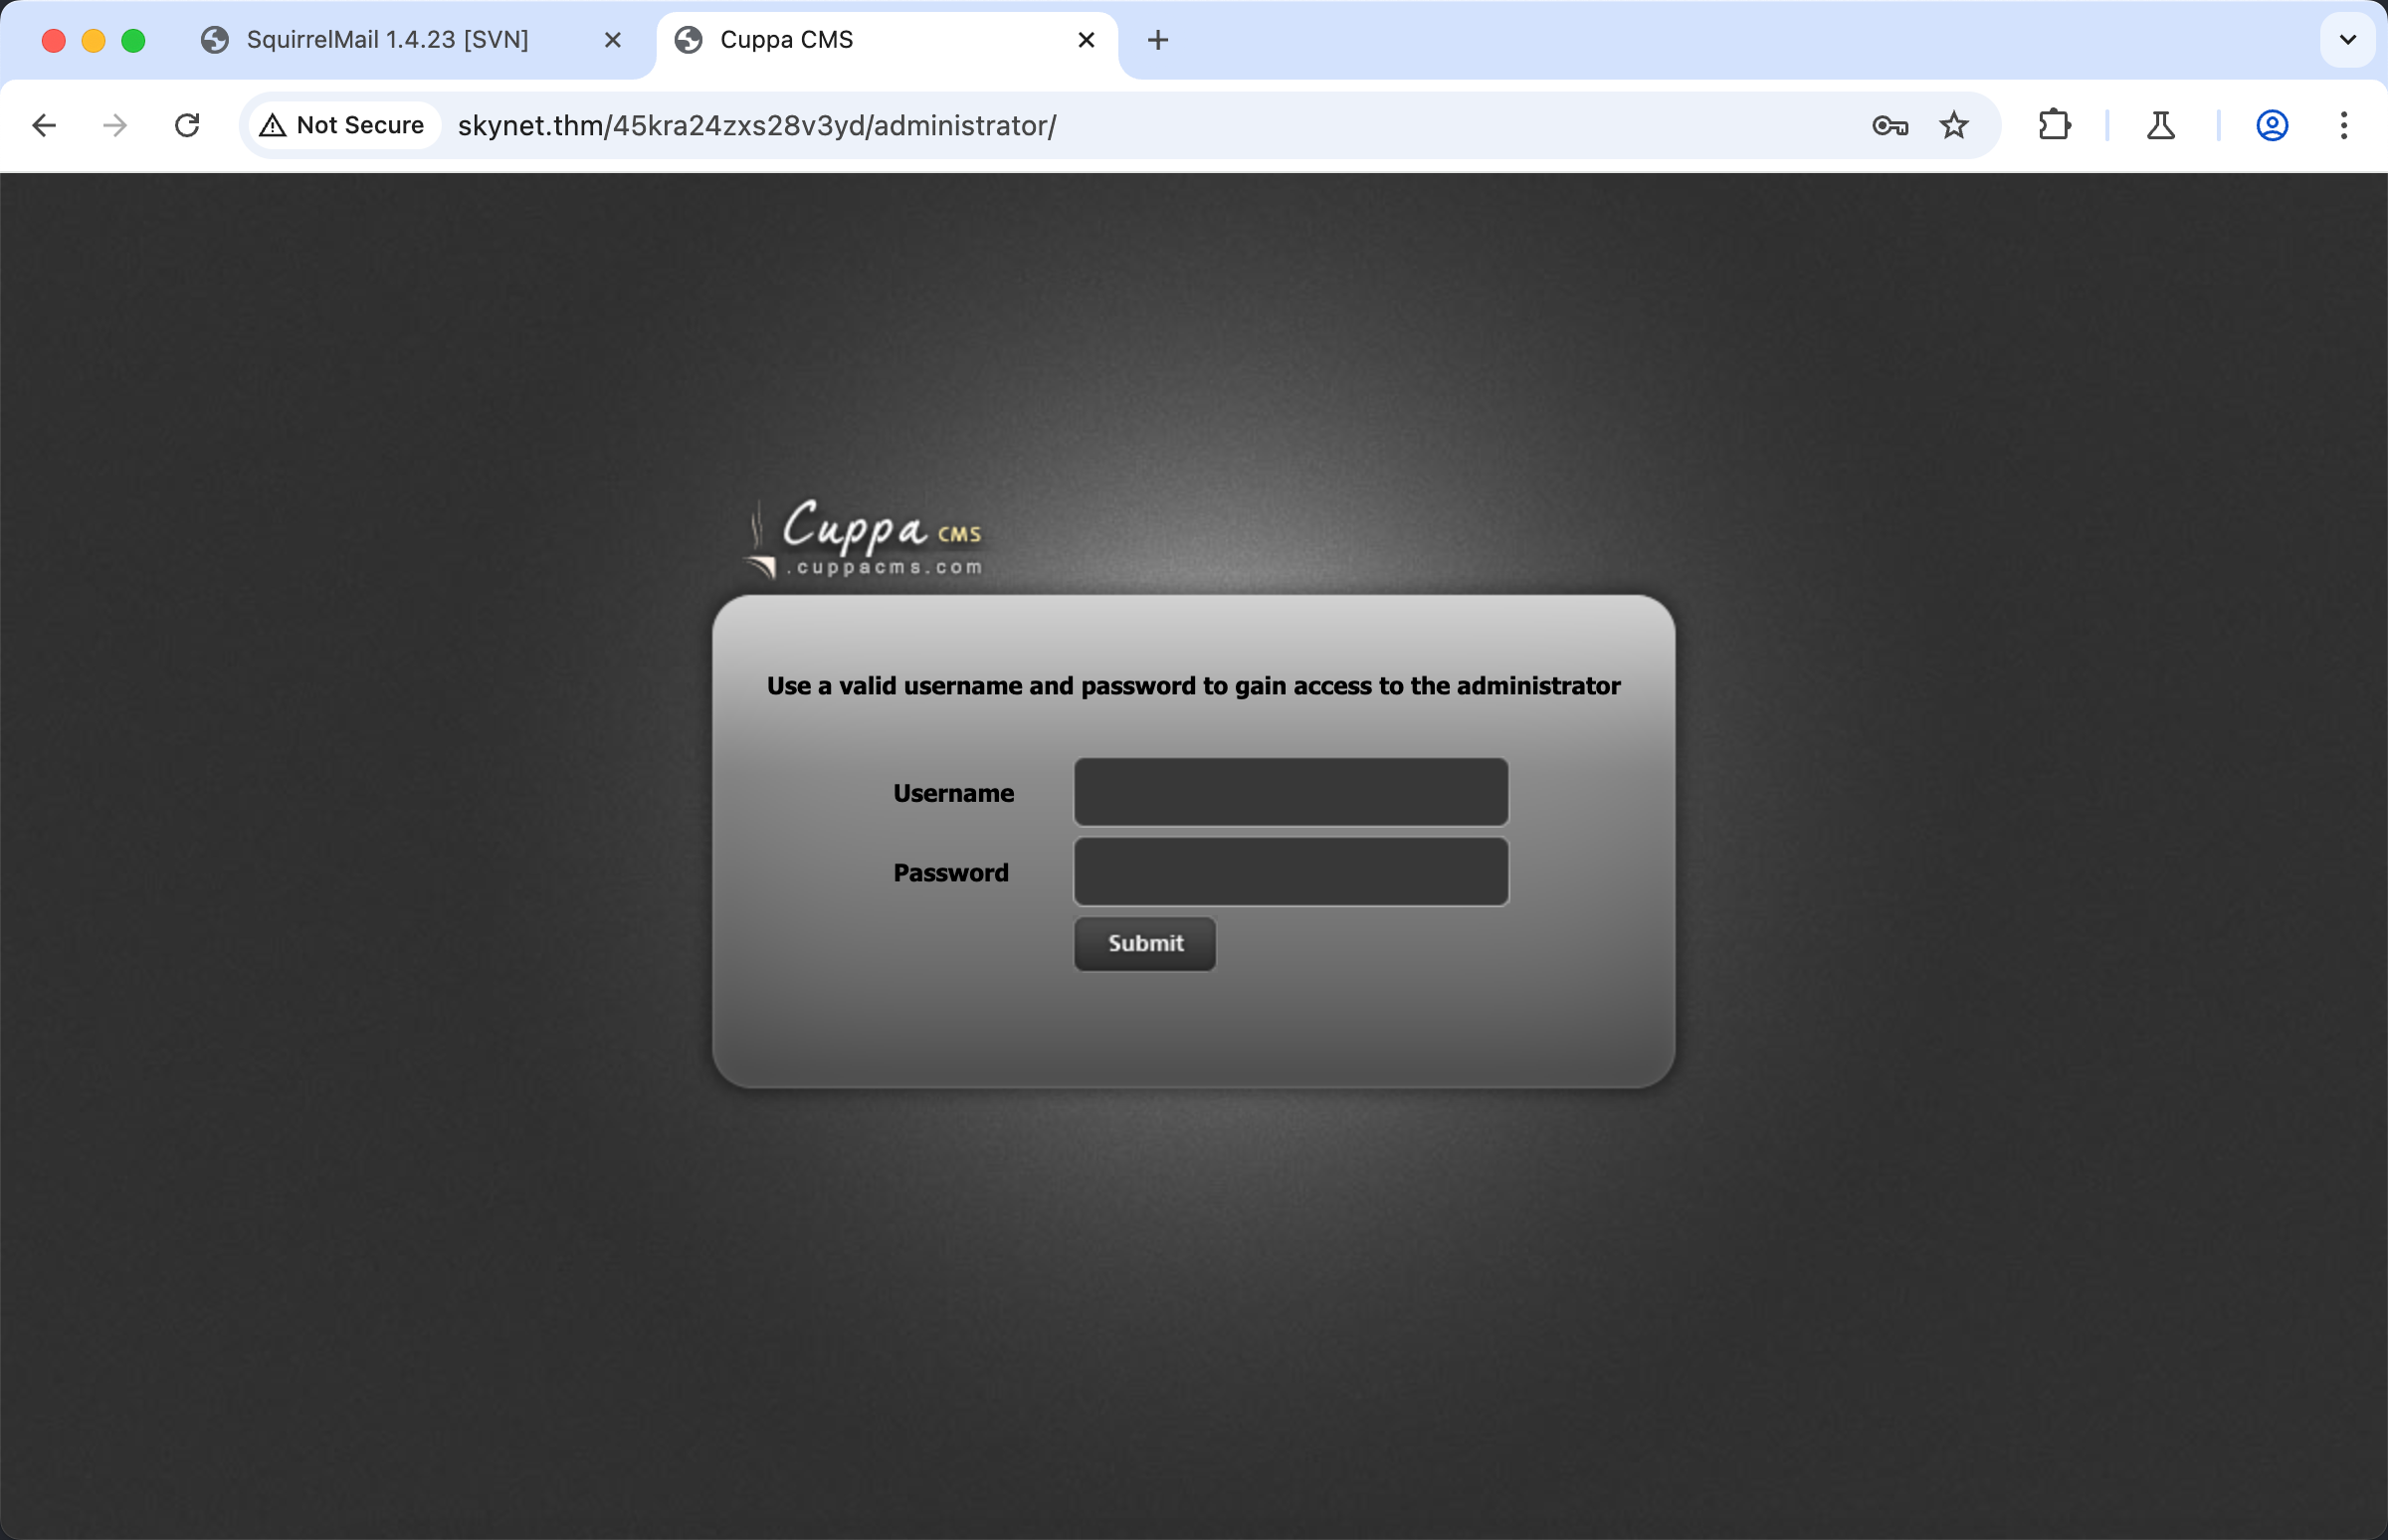 SquirrelMail 1.4.23 [SVN]
Cuppa CMS
Not Secure
skynet.thm/45kra24zxs28v3yd/administrator/
Cuppa CMS
.cuppacms.com
Use a valid username and password to gain access to the administrator
Username
Password
Submit